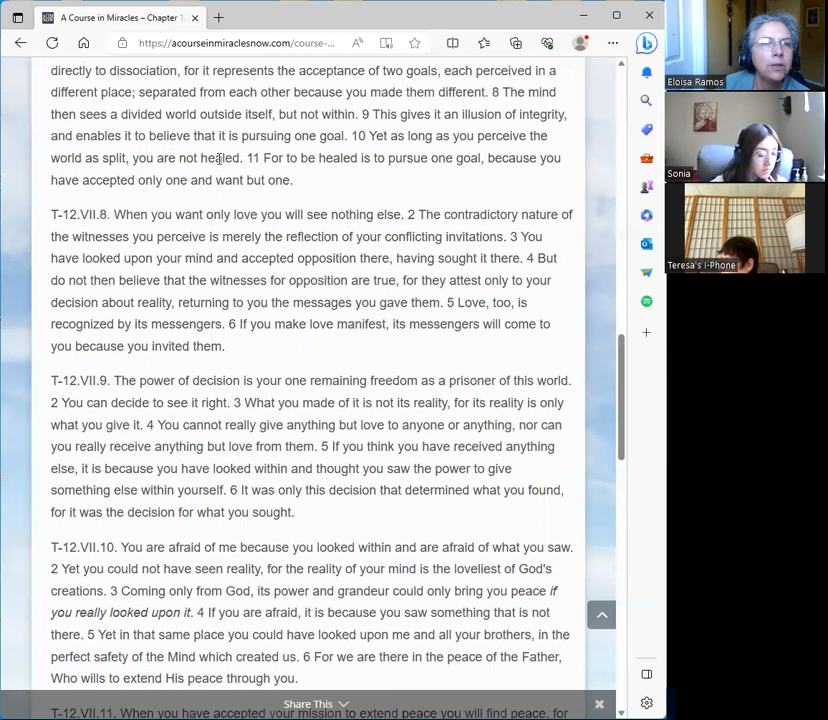 A Course in Miracles – Chapter 1
https://acourseinmiraclesnow.com/course-...
directly to dissociation, for it represents the acceptance of two goals, each perceived in a
different place; separated from each other because you made them different. 8 The mind
then sees a divided world outside itself, but not within. 9 This gives it an illusion of integrity,
and enables it to believe that it is pursuing one goal. 10 Yet as long as you perceive the
world as split, you are not healed. 11 For to be healed is to pursue one goal, because you
have accepted only one and want but one.
T-12.VII.8. When you want only love you will see nothing else. 2 The contradictory nature of
the witnesses you perceive is merely the reflection of your conflicting invitations. 3 You
have looked upon your mind and accepted opposition there, having sought it there. 4 But
do not then believe that the witnesses for opposition are true, for they attest only to your
decision about reality, returning to you the messages you gave them. 5 Love, too, is
recognized by its messengers. 6 If you make love manifest, its messengers will come to
you because you invited them.
T-12.VII.9. The power of decision is your one remaining freedom as a prisoner of this world.
2 You can decide to see it right. 3 What you made of it is not its reality, for its reality is only
what you give it. 4 You cannot really give anything but love to anyone or anything, nor can
you really receive anything but love from them. 5 If you think you have received anything
else, it is because you have looked within and thought you saw the power to give
something else within yourself. 6 It was only this decision that determined what you found,
for it was the decision for what you sought.
T-12.VII.10. You are afraid of me because you looked within and are afraid of what you saw.
2 Yet you could not have seen reality, for the reality of your mind is the loveliest of God's
creations. 3 Coming only from God, its power and grandeur could only bring you peace if
you really looked upon it. 4 If you are afraid, it is because you saw something that is not
there. 5 Yet in that same place you could have looked upon me and all your brothers, in the
perfect safety of the Mind which created us. 6 For we are there in the peace of the Father,
Who wills to extend His peace through you.
T-12.VII.11. When you have accepted your mission to extend peace you will find peace, for
Share This
Eloisa Ramos
Sonia
Teresa's I-Phone